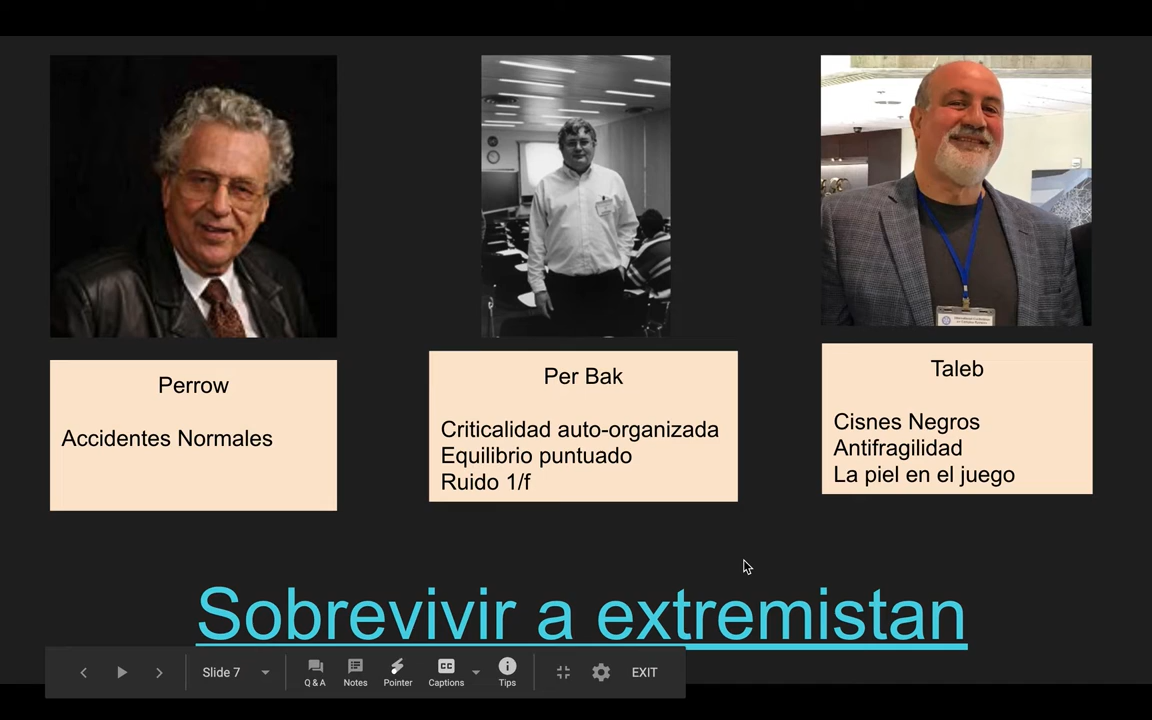 Perrow
Accidentes Normales
Per Bak
Criticalidad auto-organizada
Equilibrio puntuado
Ruido 1/f
Taleb
Cisnes Negros
Antifragilidad
La piel en el juego
Sobrevivir a extremistan
Slide 7
Q & A
Notes
Pointer
Captions
CC
Tips
EXIT